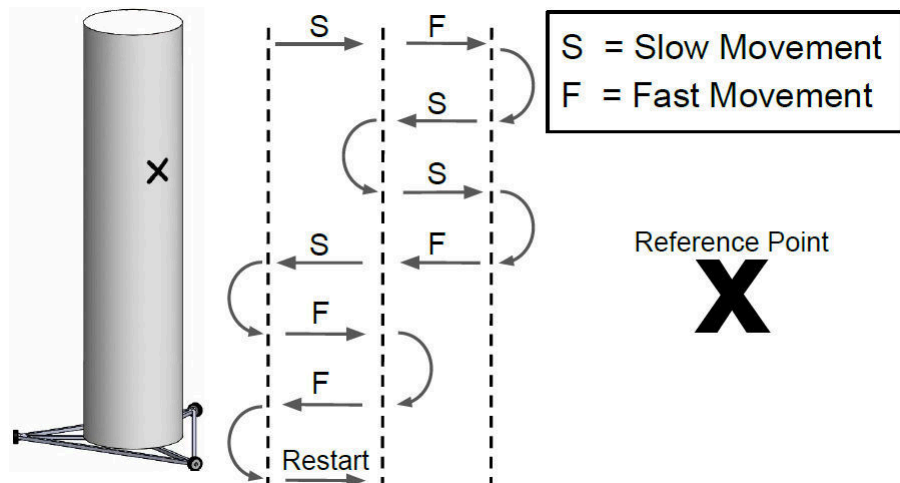 S F
S
S
S F
F
F
Restart
S = Slow Movement
F = Fast Movement
Reference Point
X
X